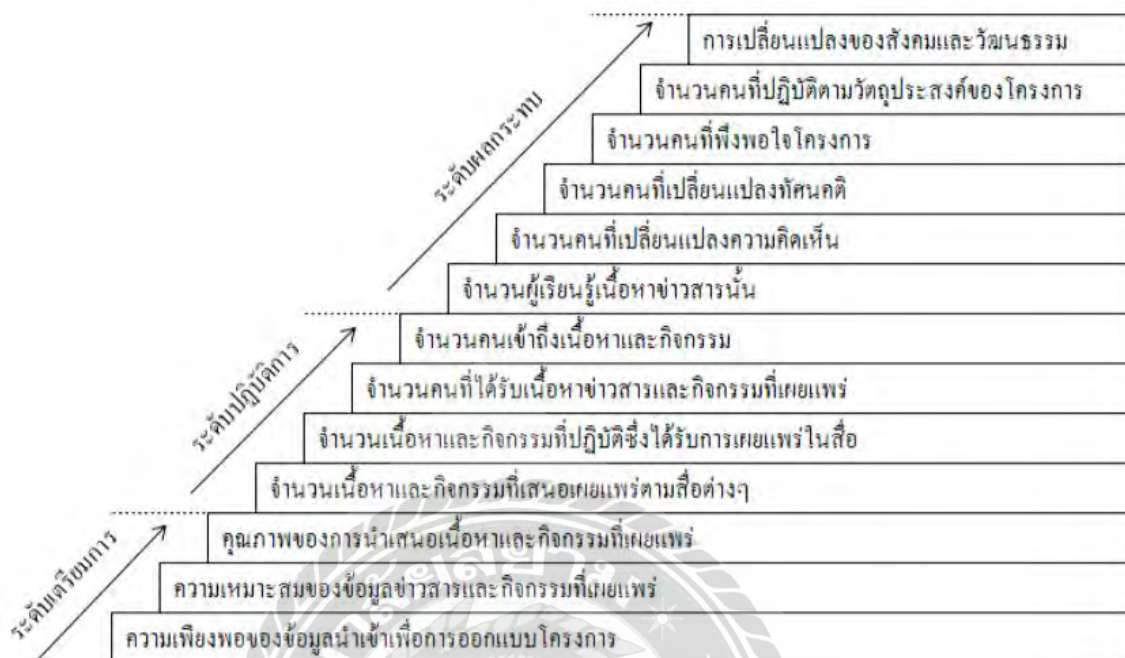 การเปลี่ยนแปลงของสังคมและวัฒนธรรม
จำนวนคนที่ปฏิบัติตามวัตถุประสงค์ของโครงการ
จำนวนคนที่พึงพอใจโครงการ
จำนวนคนที่เปลี่ยนแปลงทัศนคติ
จำนวนคนที่เปลี่ยนแปลงความคิดเห็น
จำนวนผู้เรียนรู้เนื้อหาข่าวสารนั้น
ระดับผลกระทบ
จำนวนคนเข้าถึงเนื้อหาและกิจกรรม
จำนวนคนที่ได้รับเนื้อหาข่าวสารและกิจกรรมที่เผยแพร่
จำนวนเนื้อหาและกิจกรรมที่ปฏิบัติซึ่งได้รับการเผยแพร่ในสื่อ
จำนวนเนื้อหาและกิจกรรมที่เสนอเผยแพร่ตามสื่อต่างๆ
ระดับปฏิบัติการ
คุณภาพของการนำเสนอเนื้อหาและกิจกรรมที่เผยแพร่
ความเหมาะสมของข้อมูลข่าวสารและกิจกรรมที่เผยแพร่
ความเพียงพอของข้อมูลนำเข้าเพื่อการออกแบบโครงการ
ระดับเตรียมการ